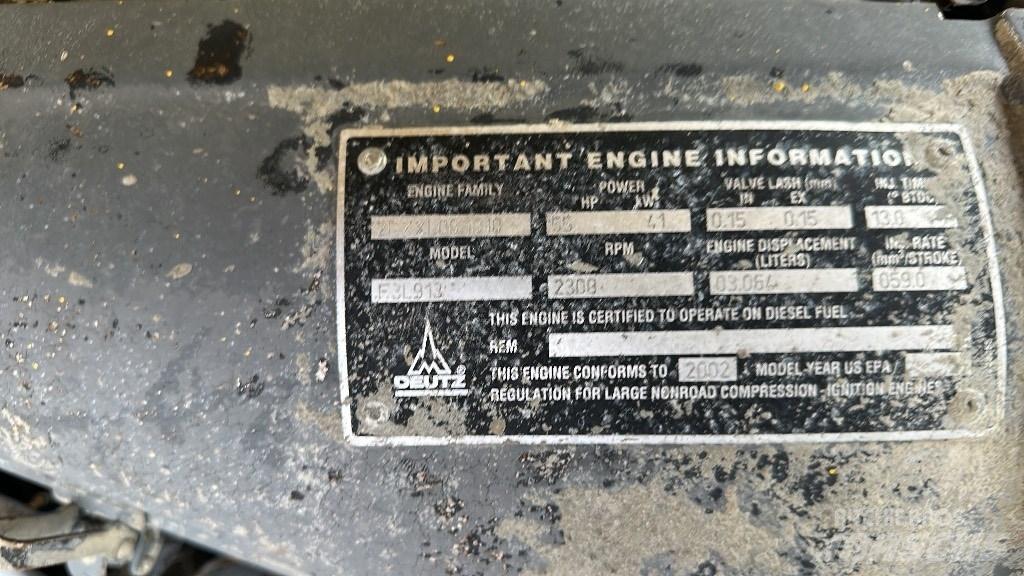 IMPORTANT ENGINE INFORMATION
ENGINE FAMILY POWER VALVE LASH (mm) INJ. TIM
HP kW IN EX (° BTDC
55 41 0.15 0.15 13.0
MODEL RPM ENGINE DISPLACEMENT INJ. RATE
(LITERS) (mm³/STROKE)
F3L913 2300 03.064 059.0
THIS ENGINE IS CERTIFIED TO OPERATE ON DIESEL FUEL
REM
DEUTZ
THIS ENGINE CONFORMS TO 2002 MODEL YEAR US EPA/
REGULATION FOR LARGE NONROAD COMPRESSION-IGNITION ENGINES